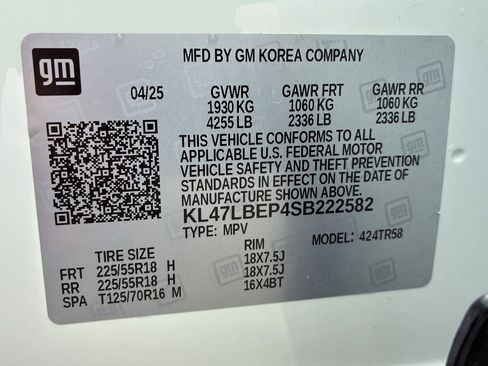 gm
MFD BY GM KOREA COMPANY
04/25 GVWR GAWR FRT GAWR RR
1930 KG 1060 KG 1060 KG
4255 LB 2336 LB 2336 LB
THIS VEHICLE CONFORMS TO ALL
APPLICABLE U.S. FEDERAL MOTOR
VEHICLE SAFETY AND THEFT PREVENTION
STANDARDS IN EFFECT ON THE DATE OF
MANUFACTURE SHOWN ABOVE.
KL47LBEP4SB222582
TYPE: MPV MODEL: 424TR58
TIRE SIZE RIM
FRT 225/55R18 H 18X7.5J
RR 225/55R18 H 18X7.5J
SPA T125/70R16 M 16X4BT